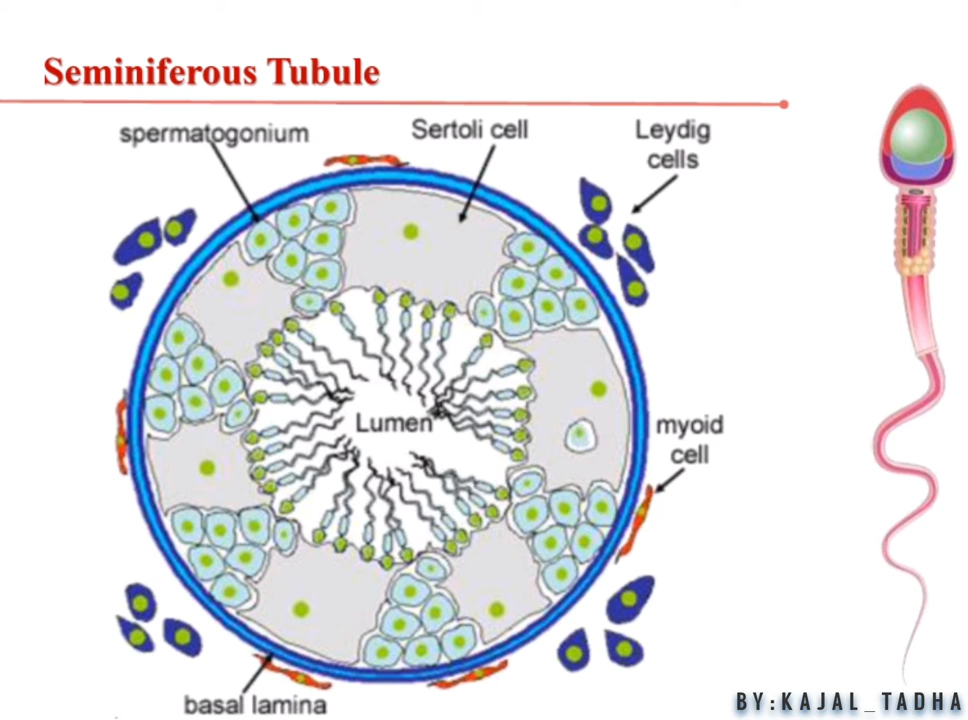 Seminiferous Tubule
spermatogonium
Sertoli cell
Leydig
cells
Lumen
myoid
cell
basal lamina
BY:KAJAL_TADHA